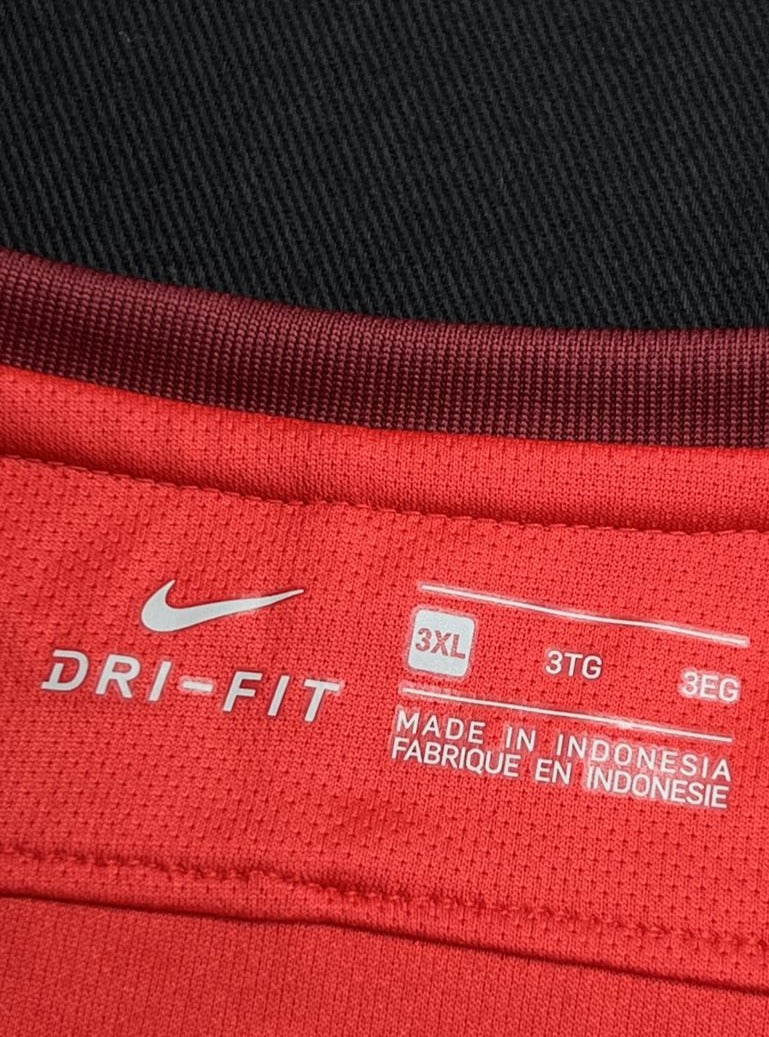 DRI-FIT
3XL 3TG 3EG
MADE IN INDONESIA
FABRIQUE EN INDONESIE